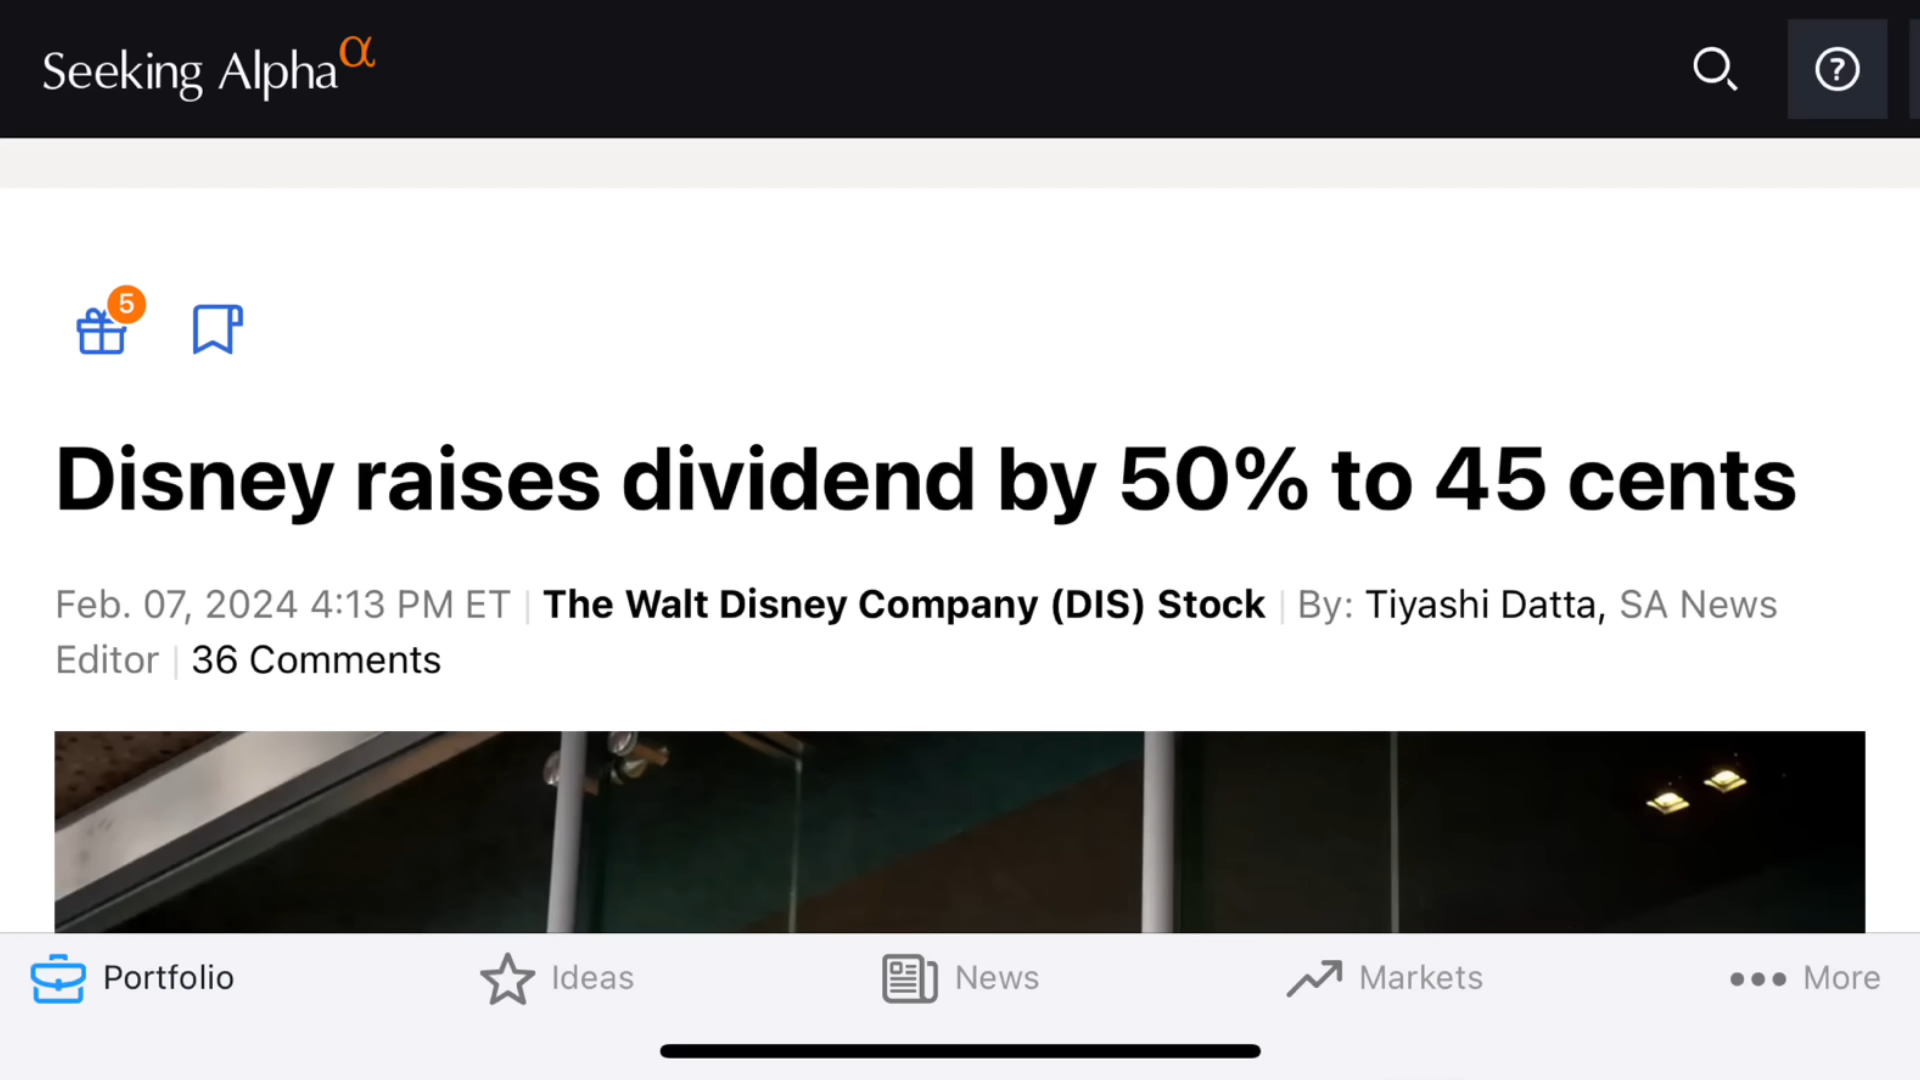 Seeking Alpha α
?
5
Disney raises dividend by 50% to 45 cents
Feb. 07, 2024 4:13 PM ET | The Walt Disney Company (DIS) Stock | By: Tiyashi Datta, SA News
Editor | 36 Comments
Portfolio
Ideas
News
Markets
More